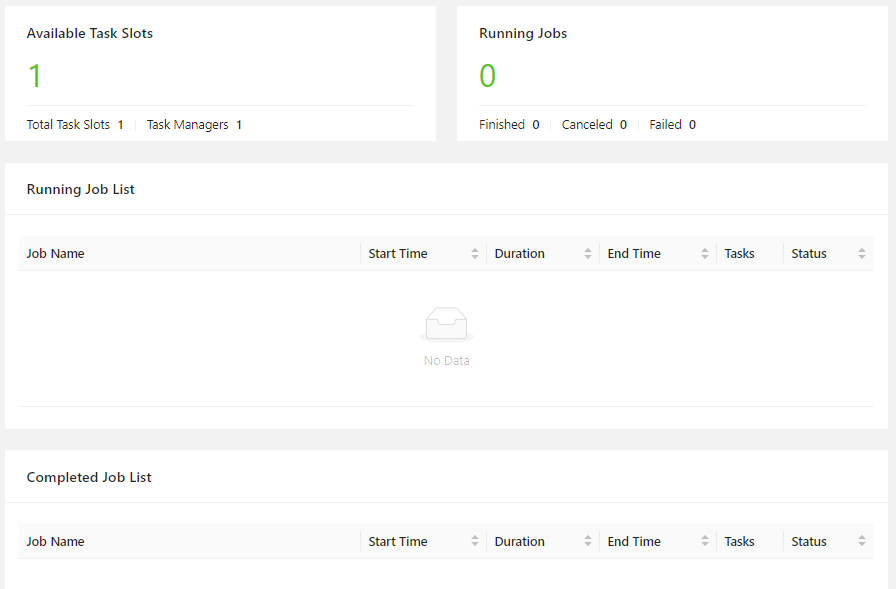 Available Task Slots
1
Total Task Slots 1 Task Managers 1
Running Jobs
0
Finished 0 Canceled 0 Failed 0
Running Job List
Job Name Start Time Duration End Time Tasks Status
No Data
Completed Job List
Job Name Start Time Duration End Time Tasks Status